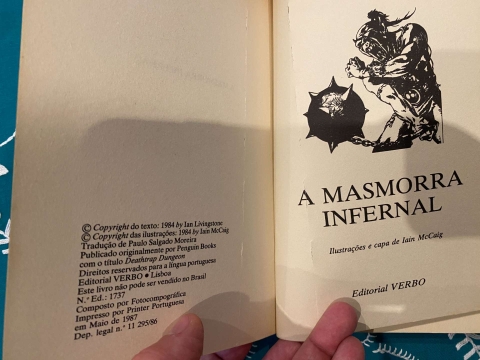 © Copyright do texto: 1984 by Ian Livingstone
© Copyright das ilustrações: 1984 by Iain McCaig
Tradução de Paulo Salgado Moreira
Publicado originalmente por Penguin Books
com o título Deathtrap Dungeon
Direitos reservados para a língua portuguesa
Editorial VERBO • Lisboa
Este livro não pode ser vendido no Brasil
N.º Ed.: 1737
Composto por Fotocompográfica
Impresso por Printer Portuguesa
em Maio de 1987
Dep. legal n.º 11 295/86
A MASMORRA
INFERNAL
Ilustrações e capa de Iain McCaig
Editorial VERBO